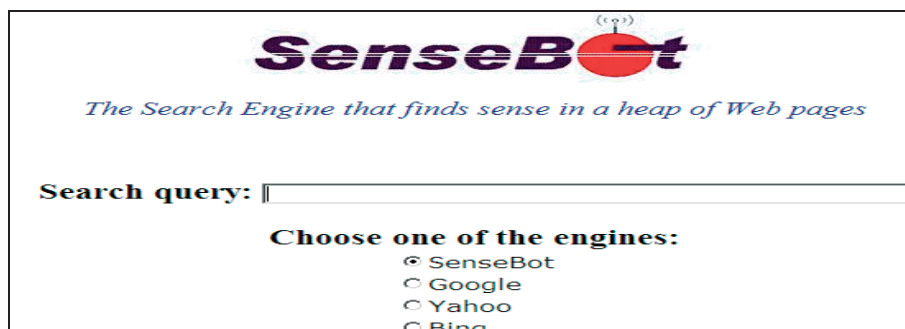 SenseBot
The Search Engine that finds sense in a heap of Web pages
Search query:
Choose one of the engines:
SenseBot
Google
Yahoo
Bing